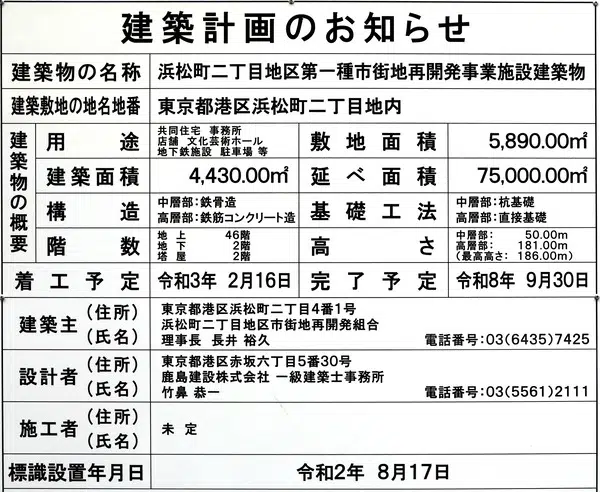 建築計画のお知らせ
建築物の名称 浜松町二丁目地区第一種市街地再開発事業施設建築物
建築敷地の地名地番 東京都港区浜松町二丁目地内
建築物の概要
用途 共同住宅 事務所
店舗 文化芸術ホール
地下鉄施設 駐車場 等
敷地面積 5,890.00㎡
建築面積 4,430.00㎡ 延べ面積 75,000.00㎡
構造 中層部:鉄骨造
高層部:鉄筋コンクリート造
基礎工法 中層部:杭基礎
高層部:直接基礎
階数 地上 46階
地下 2階
塔屋 2階
高さ 中層部: 50.00m
高層部: 181.00m
(最高高さ: 186.00m)
着工予定 令和3年 2月16日 完了予定 令和8年 9月30日
建築主 (住所)
(氏名)
東京都港区浜松町二丁目4番1号
浜松町二丁目地区市街地再開発組合
理事長 長井 裕久 電話番号:03(6435)7425
設計者 (住所)
(氏名)
東京都港区赤坂六丁目5番30号
鹿島建設株式会社 一級建築士事務所
竹鼻 恭一 電話番号:03(5561)2111
施工者 (住所)
(氏名)
未定
標識設置年月日 令和2年 8月17日